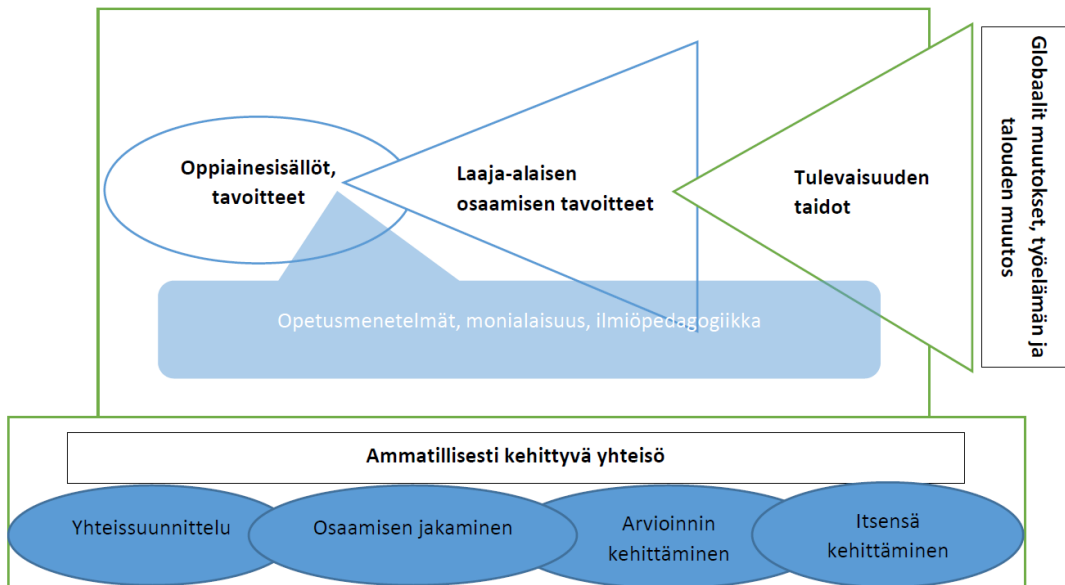 Oppiainesisällöt,
tavoitteet
Laaja-alaisen
osaamisen tavoitteet
Tulevaisuuden
taidot
Globaalit muutokset, työelämän ja
talouden muutos
Opetusmenetelmät, monialaisuus, ilmiöpedagogiikka
Ammatillisesti kehittyvä yhteisö
Yhteissuunnittelu
Osaamisen jakaminen
Arvioinnin
kehittäminen
Itsensä
kehittäminen